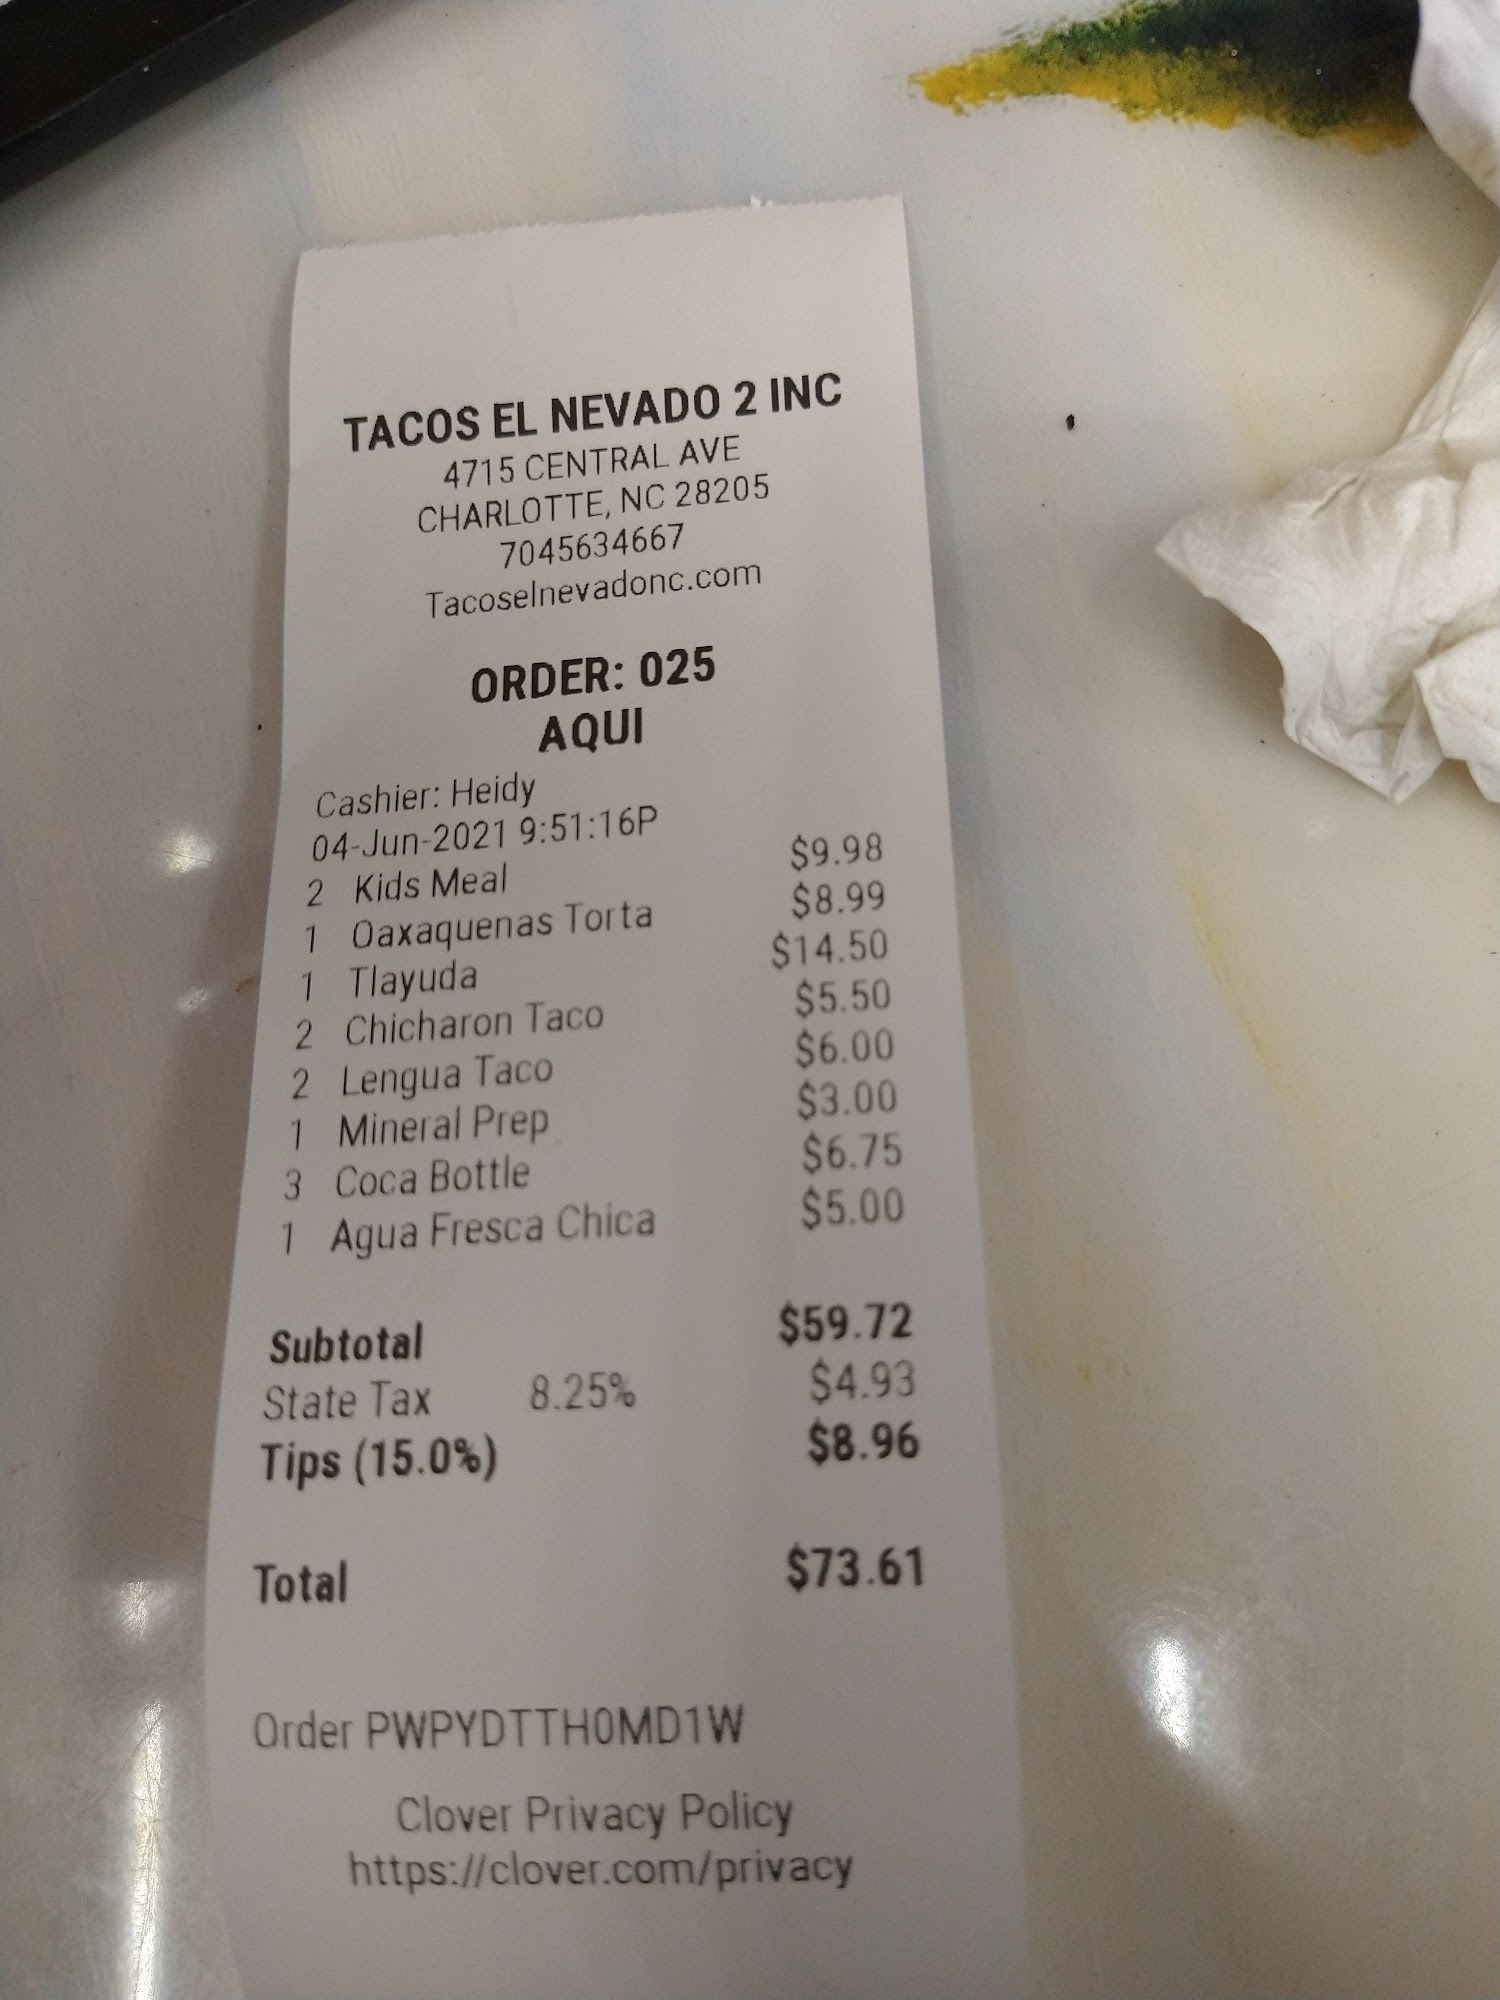 TACOS EL NEVADO 2 INC
4715 CENTRAL AVE
CHARLOTTE, NC 28205
7045634667
Tacoselnevadonc.com
ORDER: 025
AQUI
Cashier: Heidy
04-Jun-2021 9:51:16P
2 Kids Meal $9.98
1 Oaxaquenas Torta $8.99
1 Tlayuda $14.50
2 Chicharon Taco $5.50
2 Lengua Taco $6.00
1 Mineral Prep $3.00
3 Coca Bottle $6.75
1 Agua Fresca Chica $5.00
Subtotal $59.72
State Tax 8.25% $4.93
Tips (15.0%) $8.96
Total $73.61
Order PWPYDTTH0MD1W
Clover Privacy Policy
https://clover.com/privacy